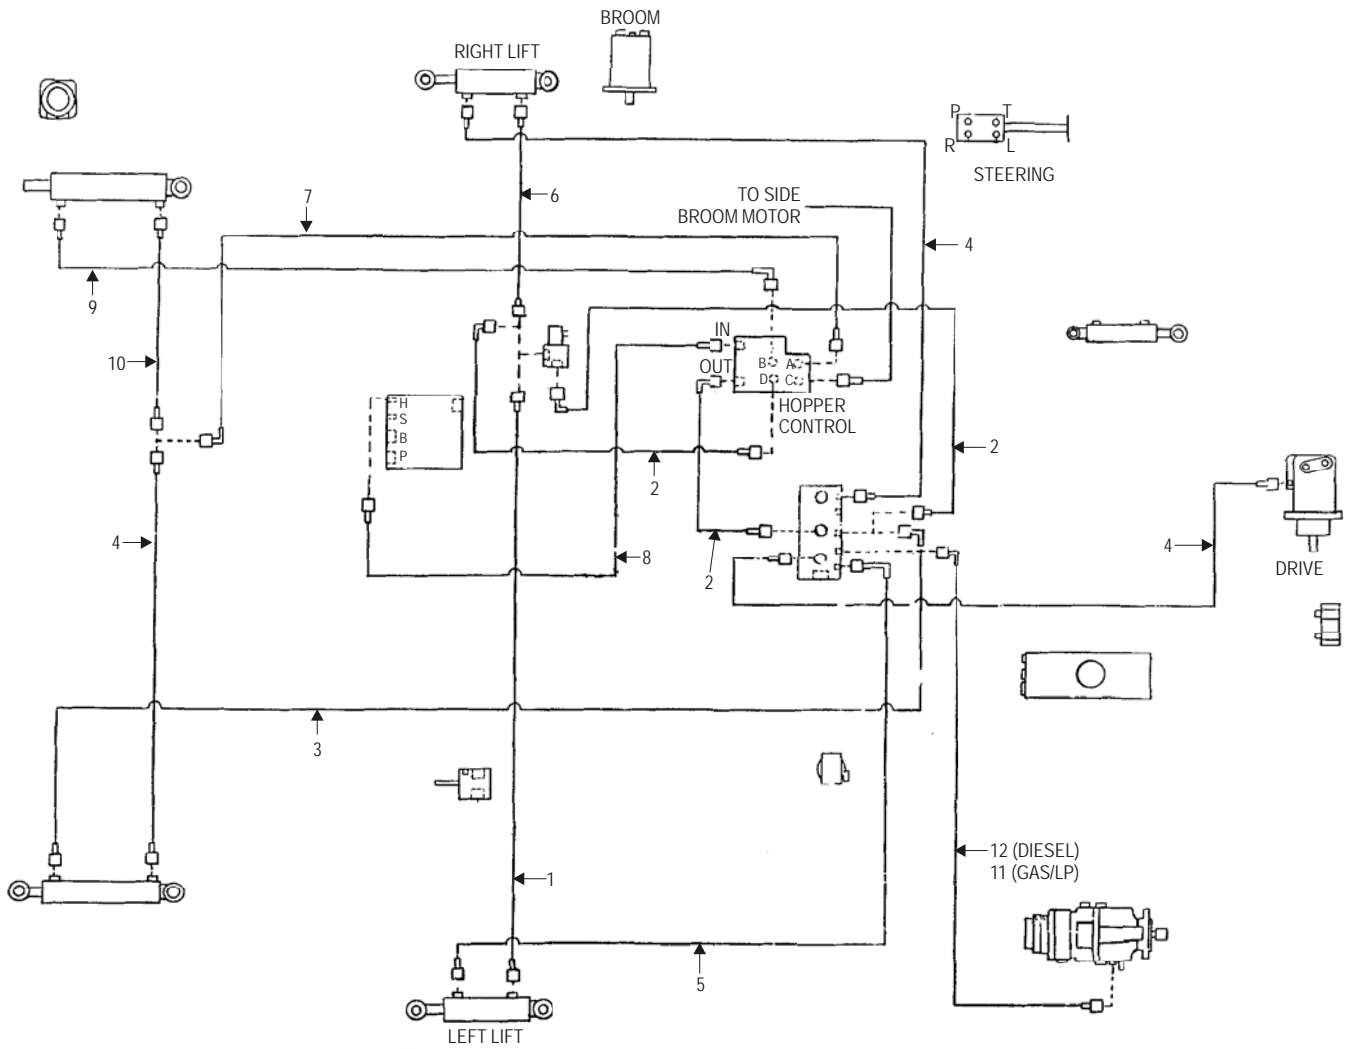 BROOM
RIGHT LIFT
P T
R L
STEERING
TO SIDE
BROOM MOTOR
7
6
4
9
IN
OUT
B A
D C
HOPPER
CONTROL
10
H
S
B
P
2
2
4
8
2
4
DRIVE
3
12 (DIESEL)
11 (GAS/LP)
1
5
LEFT LIFT